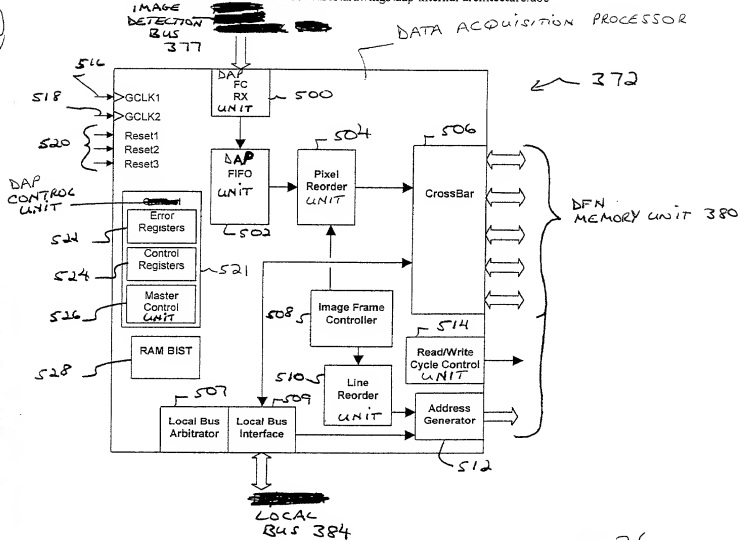 IMAGE
DETECTION
BUS
377
DATA ACQUISITION PROCESSOR
372
516
518
520
GCLK1
GCLK2
Reset1
Reset2
Reset3
DAP
FC
RX
UNIT
500
DAP
FIFO
UNIT
502
504
Pixel
Reorder
UNIT
506
CrossBar
DFN
MEMORY UNIT 380
DAP
CONTROL
UNIT
Error
Registers
522
Control
Registers
524
521
Master
Control
UNIT
526
RAM BIST
528
508
Image Frame
Controller
514
Read/Write
Cycle Control
UNIT
510
Line
Reorder
UNIT
Address
Generator
512
507
509
Local Bus
Arbitrator
Local Bus
Interface
LOCAL
BUS 384